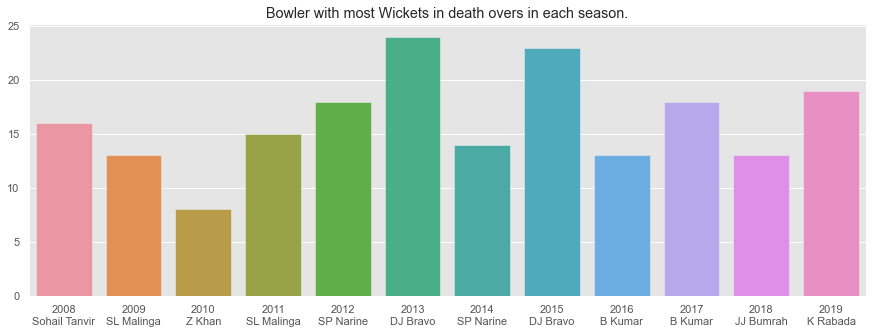 Bowler with most Wickets in death overs in each season.
25
20
15
10
5
0
2008 2009 2010 2011 2012 2013 2014 2015 2016 2017 2018 2019
Sohail Tanvir SL Malinga Z Khan SL Malinga SP Narine DJ Bravo SP Narine DJ Bravo B Kumar B Kumar JJ Bumrah K Rabada